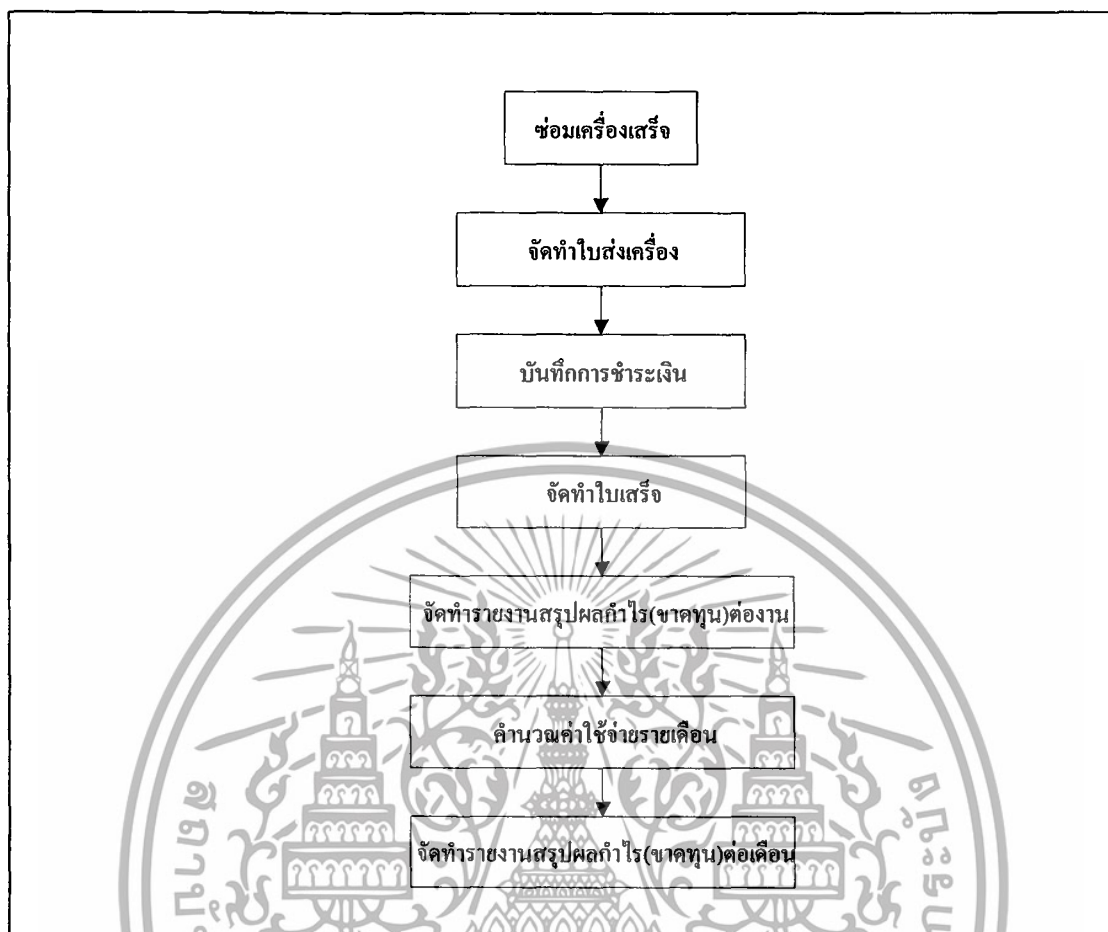 ซ่อมเครื่องเสร็จ
จัดทำใบส่งเครื่อง
บันทึกการชำระเงิน
จัดทำใบเสร็จ
จัดทำรายงานสรุปผลกำไร(ขาดทุน)ต่องาน
คำนวณค่าใช้จ่ายรายเดือน
จัดทำรายงานสรุปผลกำไร(ขาดทุน)ต่อเดือน